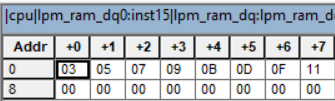 |cpu|lpm_ram_dq0:inst15|lpm_ram_dq:lpm_ram_d
Addr +0 +1 +2 +3 +4 +5 +6 +7
0 03 05 07 09 0B 0D 0F 11
8 00 00 00 00 00 00 00 00